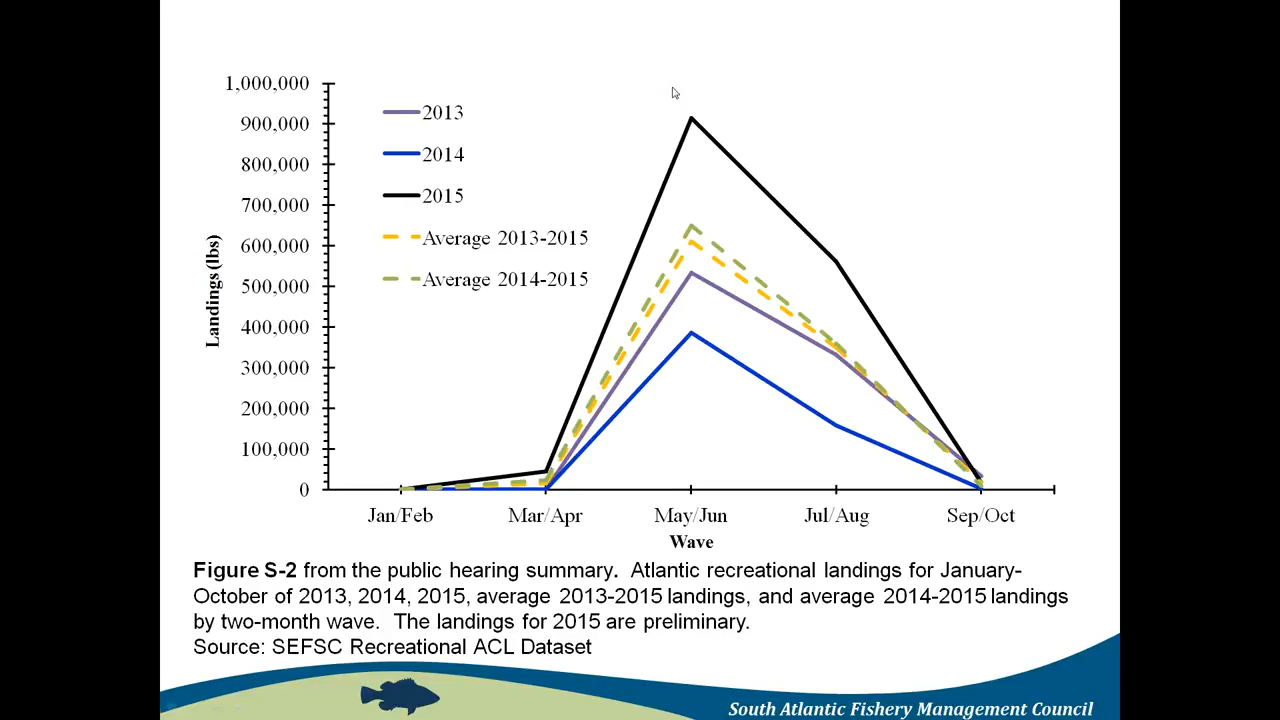 1,000,000
900,000
800,000
700,000
600,000
500,000
400,000
300,000
200,000
100,000
0
Landings (lbs)
2013
2014
2015
Average 2013-2015
Average 2014-2015
Jan/Feb Mar/Apr May/Jun Jul/Aug Sep/Oct
Wave
Figure S-2 from the public hearing summary.  Atlantic recreational landings for January-
October of 2013, 2014, 2015, average 2013-2015 landings, and average 2014-2015 landings
by two-month wave.  The landings for 2015 are preliminary.
Source: SEFSC Recreational ACL Dataset
South Atlantic Fishery Management Council